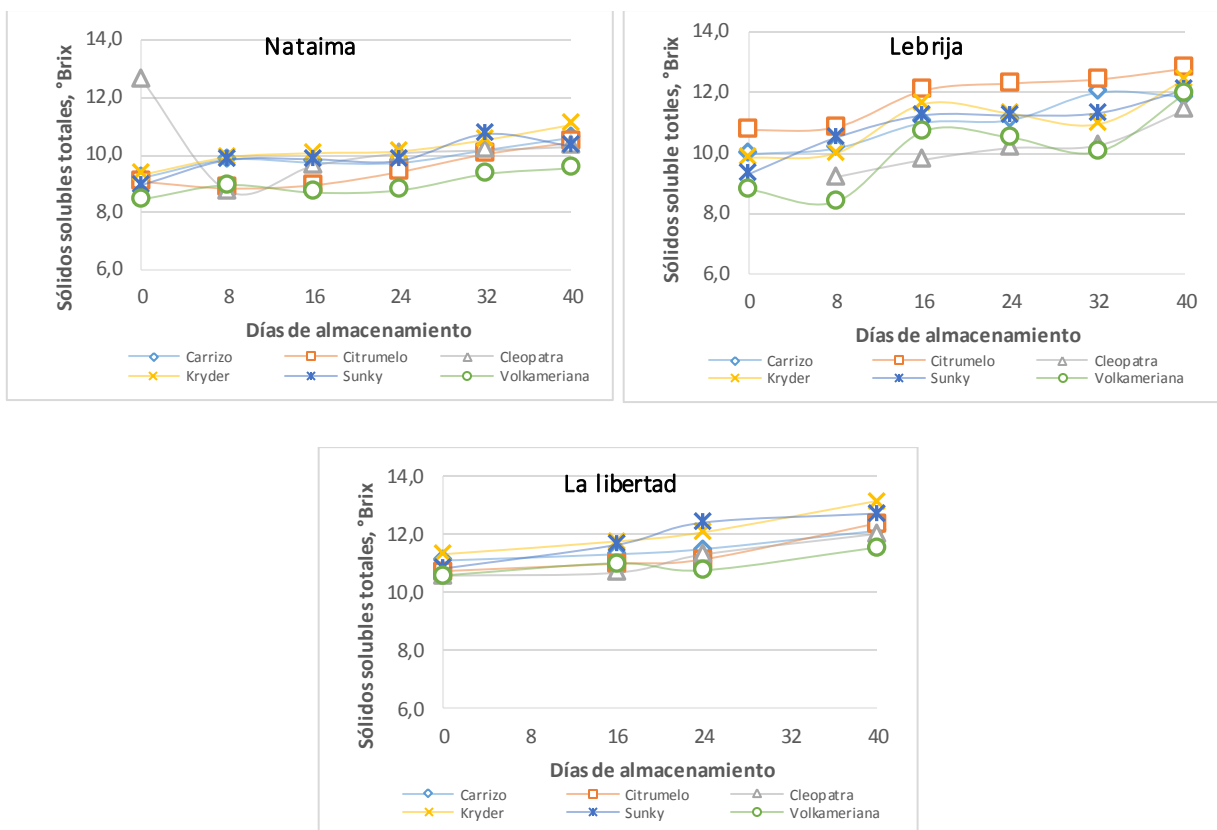 Nataima
Sólidos solubles totales, °Brix
14,0
12,0
10,0
8,0
6,0
0 8 16 24 32 40
Días de almacenamiento
Carrizo Citrumelo Cleopatra
Kryder Sunky Volkameriana
Lebrija
Sólidos soluble totles, °Brix
14,0
12,0
10,0
8,0
6,0
0 8 16 24 32 40
Días de almacenamiento
Carrizo Citrumelo Cleopatra
Kryder Sunky Volkameriana
La libertad
Sólidos solubles totales, °Brix
14,0
12,0
10,0
8,0
6,0
0 8 16 24 32 40
Días de almacenamiento
Carrizo Citrumelo Cleopatra
Kryder Sunky Volkameriana